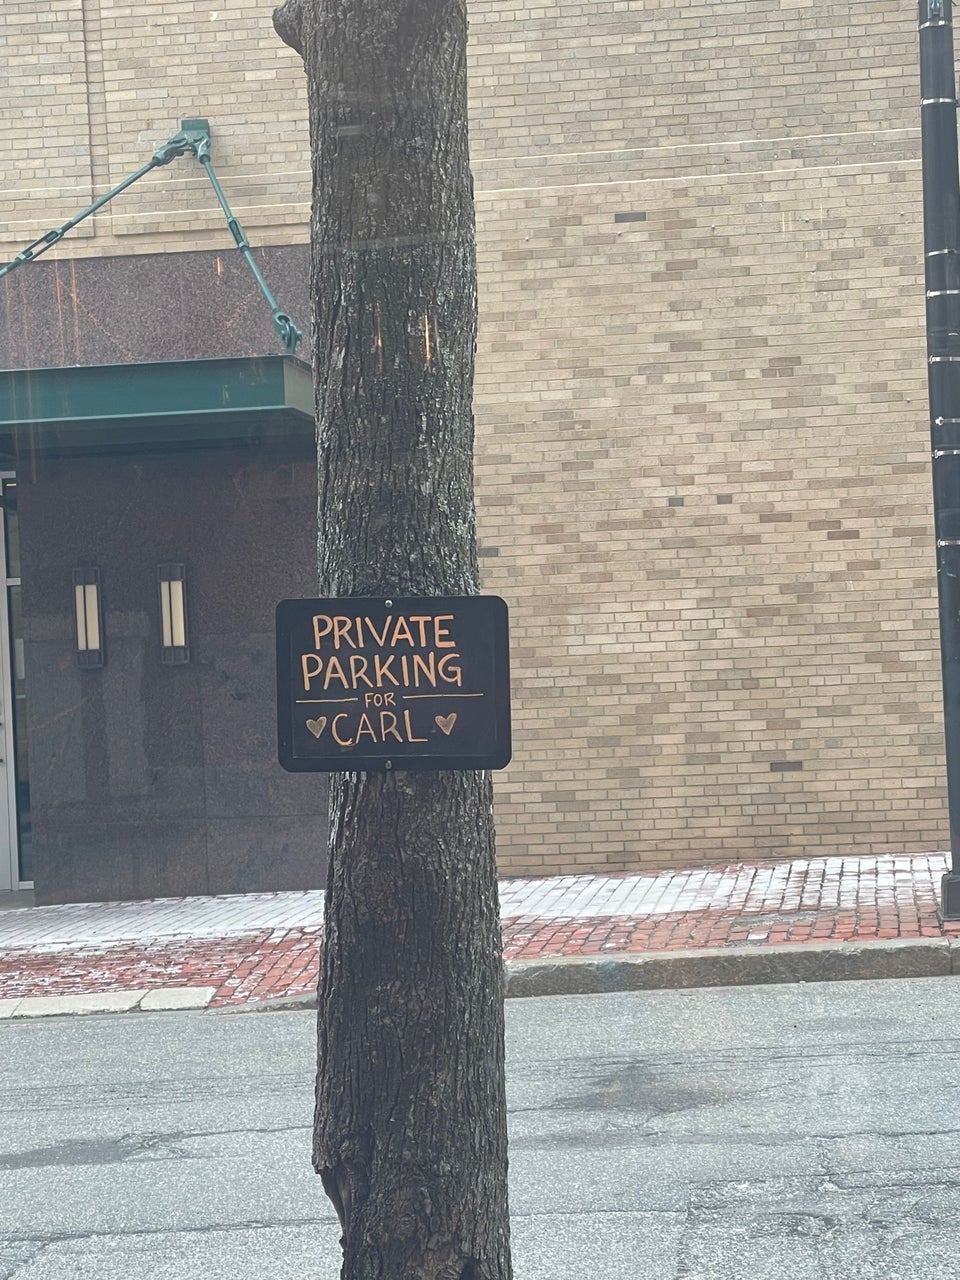 PRIVATE
PARKING
FOR
♥CARL♥